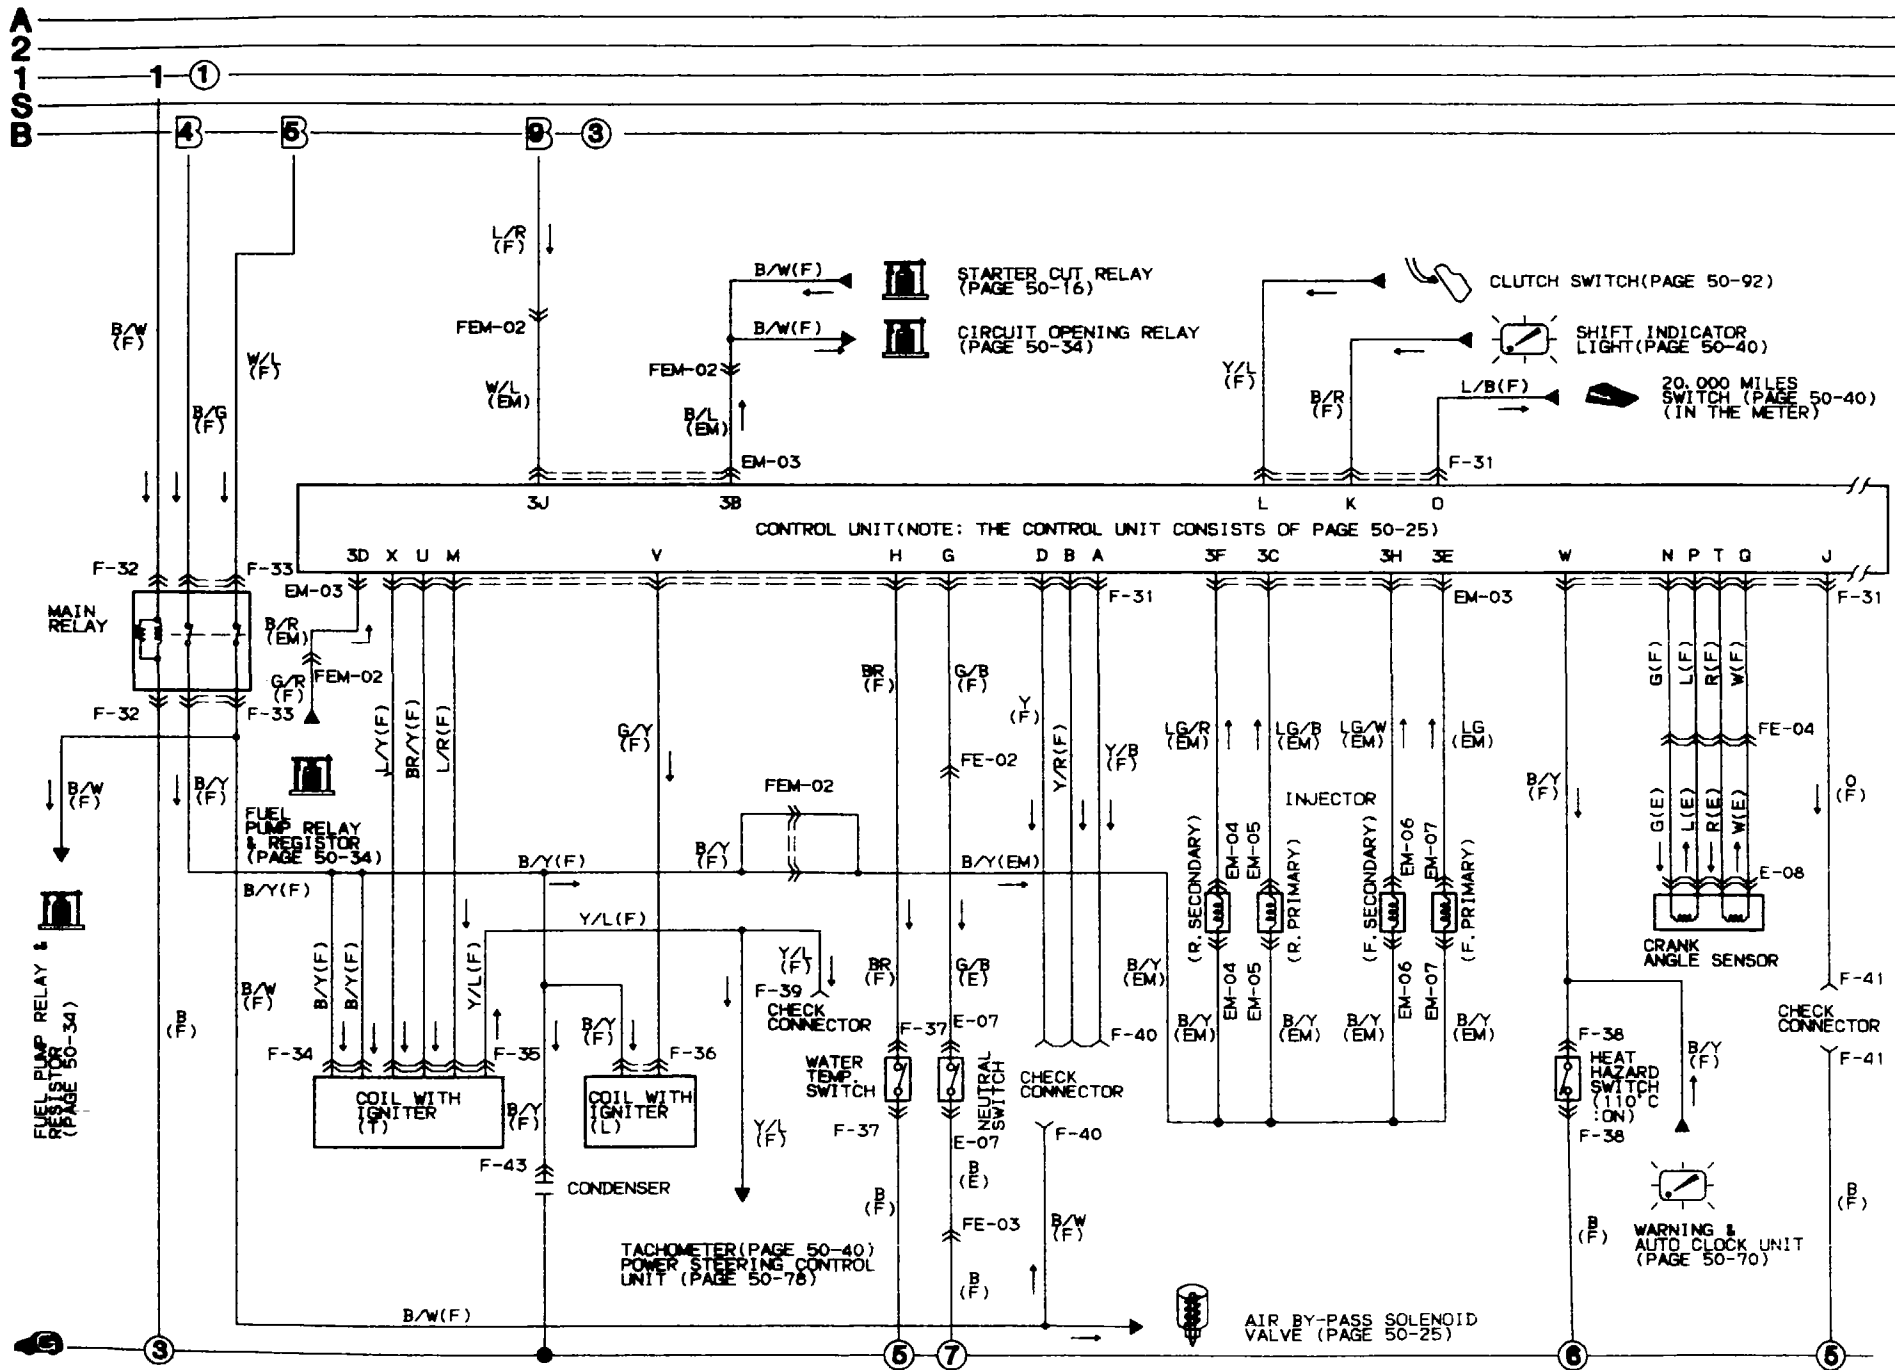 A
2
1 1 1
S
B 4 5 9 3
L/R
(F)
B/W
(F)
W/L
(F)
B/G
(F)
FEM-02
W/L
(EM)
B/W(F)
STARTER CUT RELAY
(PAGE 50-16)
B/W(F)
CIRCUIT OPENING RELAY
(PAGE 50-34)
FEM-02
B/L
(EM)
EM-03
CLUTCH SWITCH(PAGE 50-92)
SHIFT INDICATOR
LIGHT(PAGE 50-40)
Y/L
(F)
B/R
(F)
L/B(F)
20.000 MILES
SWITCH (PAGE 50-40)
(IN THE METER)
F-31
3J 3B L K O
CONTROL UNIT(NOTE: THE CONTROL UNIT CONSISTS OF PAGE 50-25)
3D X U M V H G D B A 3F 3C 3H 3E W N P T Q J
F-32 F-33 EM-03 F-31 EM-03 F-31
MAIN
RELAY
B/R
(EM)
FEM-02
G/R
(F)
F-32 F-33
L/Y(F)
BR/Y(F)
L/R(F)
G/Y
(F)
BR
(F)
G/B
(F)
Y
(F)
Y/R(F)
Y/B
(F)
LG/R
(EM)
LG/B
(EM)
LG/W
(EM)
LG
(EM)
G(F)
L(F)
R(F)
W(F)
FE-04
B/W
(F)
B/Y
(F)
FUEL
PUMP RELAY
& REGISTOR
(PAGE 50-34)
FEM-02
FE-02
INJECTOR
B/Y
(F)
O
(F)
G(E)
L(E)
R(E)
W(E)
B/Y(F)
B/Y(F)
B/Y
(F)
B/Y(EM)
(R. SECONDARY)
EM-04
EM-05
(R. PRIMARY)
(F. SECONDARY)
EM-06
EM-07
(F. PRIMARY)
E-08
Y/L(F)
CRANK
ANGLE SENSOR
FUEL PUMP RELAY &
RESISTOR
(PAGE 50-34)
B
(F)
B/W
(F)
B/Y(F)
B/Y(F)
Y/L(F)
Y/L
(F)
F-39
CHECK
CONNECTOR
BR
(F)
G/B
(E)
B/Y
(EM)
EM-04
EM-05
EM-06
EM-07
B/Y
(EM)
B/Y
(EM)
B/Y
(EM)
B/Y
(EM)
F-41
CHECK
CONNECTOR
F-41
F-34 F-35
B/Y
(F)
F-36
F-37 E-07
F-40
F-38
B/Y
(F)
COIL WITH
IGNITER
(T)
B/Y
(F)
COIL WITH
IGNITER
(L)
WATER
TEMP.
SWITCH
NEUTRAL
SWITCH
CHECK
CONNECTOR
HEAT
HAZARD
SWITCH
(110°C
:ON)
F-38
Y/L
(F)
F-37 E-07 F-40
F-43
CONDENSER
B
(F)
B
(E)
FE-03
B/W
(F)
B
(F)
B
(F)
B
(F)
WARNING &
AUTO CLOCK UNIT
(PAGE 50-70)
TACHOMETER(PAGE 50-40)
POWER STEERING CONTROL
UNIT (PAGE 50-78)
B/W(F)
AIR BY-PASS SOLENOID
VALVE (PAGE 50-25)
3 5 7 6 5